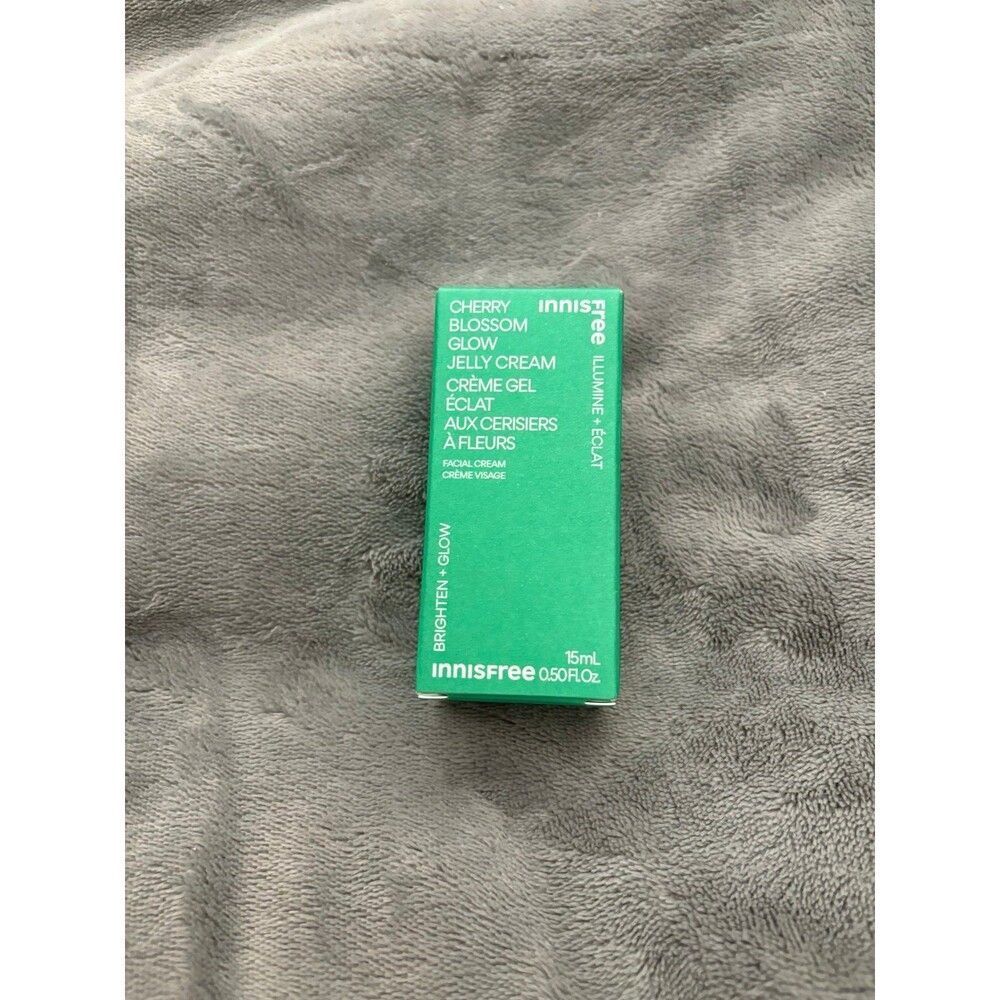 CHERRY
BLOSSOM
GLOW
JELLY CREAM
CRÈME GEL
ÉCLAT
AUX CERISIERS
À FLEURS
FACIAL CREAM
CRÈME VISAGE
innisfree
ILLUMINE + ÉCLAT
BRIGHTEN + GLOW
innisfree
15mL
0.50Fl.Oz.